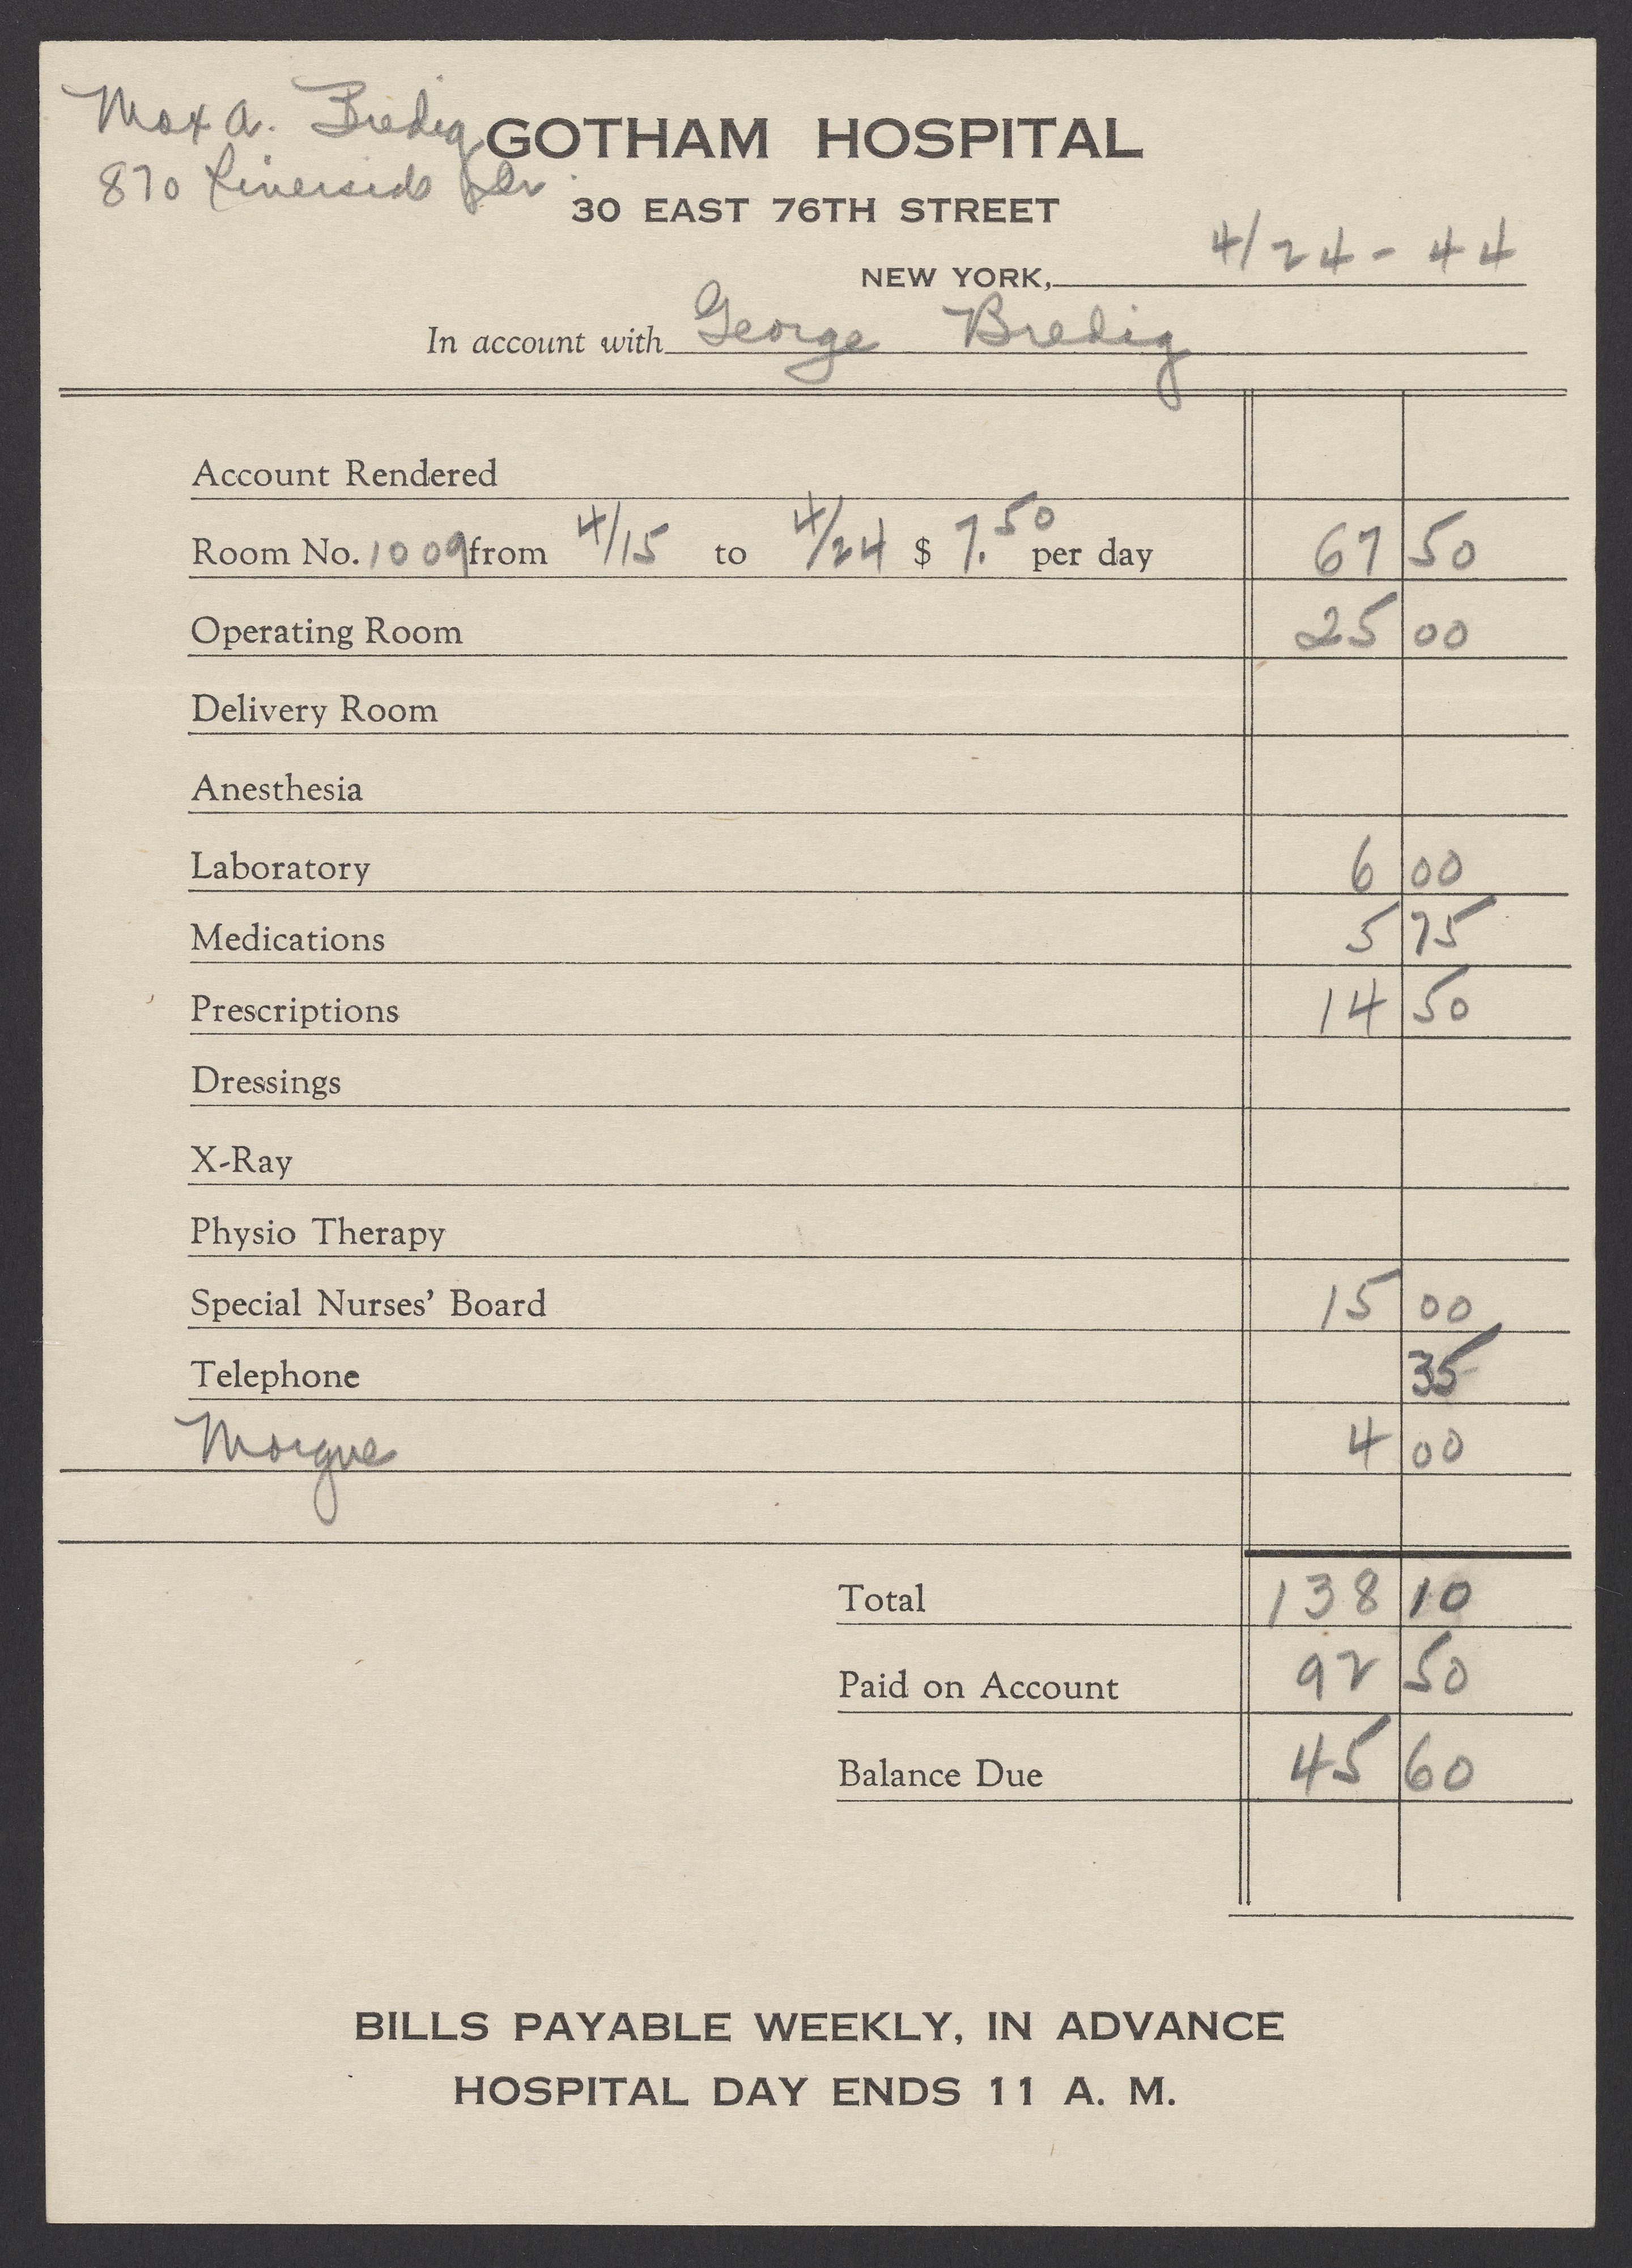 Max A. Bredig
870 Riverside Dr.
GOTHAM HOSPITAL
30 EAST 76TH STREET
NEW YORK, 4/24-44
In account with George Bredig
Account Rendered
Room No. 1009 from 4/15 to 4/24 $ 7.50 per day 67 50
Operating Room 25 00
Delivery Room
Anesthesia
Laboratory 6 00
Medications 5 75
Prescriptions 14 50
Dressings
X-Ray
Physio Therapy
Special Nurses' Board 15 00
Telephone 35
Morgue 4 00
Total 138 10
Paid on Account 92 50
Balance Due 45 60
BILLS PAYABLE WEEKLY, IN ADVANCE
HOSPITAL DAY ENDS 11 A. M.